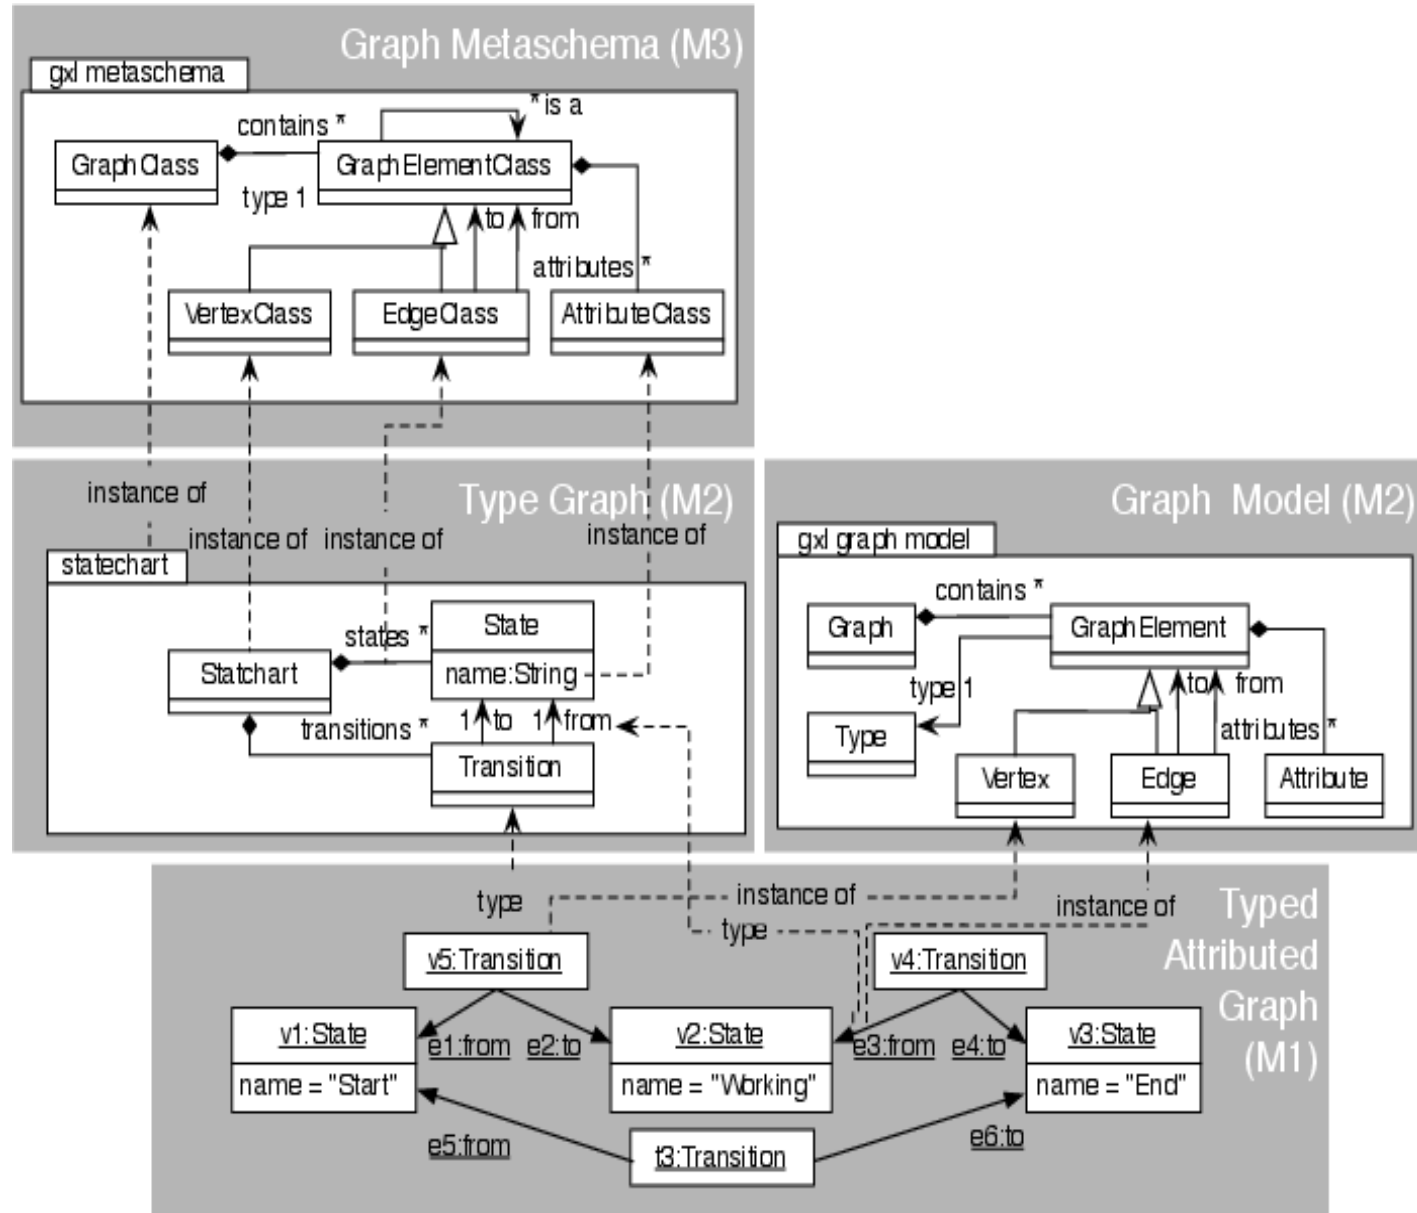 Graph Metaschema (M3)
gxl metaschema
* is a
contains *
GraphClass
GraphElementClass
type 1
to
from
attributes *
VertexClass
EdgeClass
AttributeClass
instance of
Type Graph (M2)
instance of
instance of
instance of
statechart
State
states *
Statchart
name:String
1
to
1
from
transitions *
Transition
Graph Model (M2)
gxl graph model
contains *
Graph
GraphElement
type 1
to
from
attributes *
Type
Vertex
Edge
Attribute
type
instance of
instance of
type
Typed
Attributed
Graph
(M1)
v5:Transition
v4:Transition
v1:State
name = "Start"
e1:from
e2:to
v2:State
name = "Working"
e3:from
e4:to
v3:State
name = "End"
e5:from
t3:Transition
e6:to